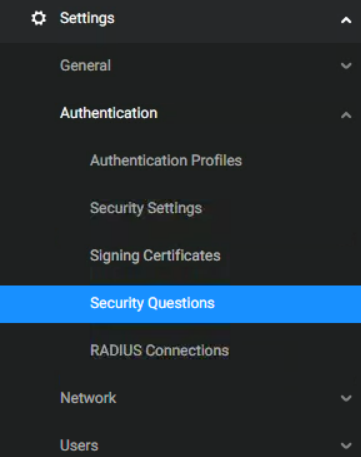 Settings
General
Authentication
Authentication Profiles
Security Settings
Signing Certificates
Security Questions
RADIUS Connections
Network
Users